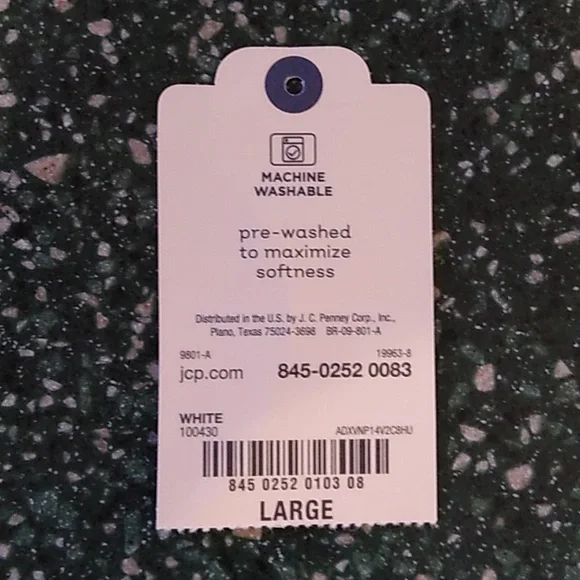 MACHINE
WASHABLE
pre-washed
to maximize
softness
Distributed in the U.S. by J. C. Penney Corp., Inc.,
Plano, Texas 75024-3698 BR-09-801-A
9801-A 19963-8
jcp.com 845-0252 0083
WHITE
100430 ADXVNP14V2C8HU
845 0252 0103 08
LARGE